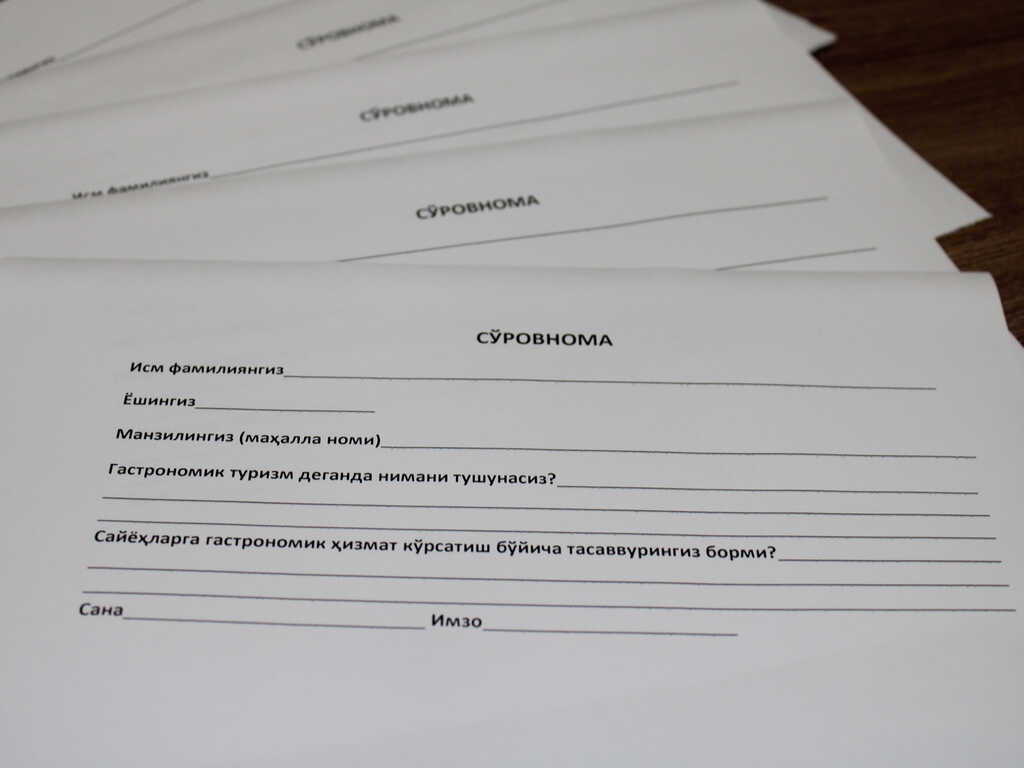 СЎРОВНОМА
СЎРОВНОМА
Исм фамилиянгиз
СЎРОВНОМА
СЎРОВНОМА
Исм фамилиянгиз
Ёшингиз
Манзилингиз (маҳалла номи)
Гастрономик туризм деганда нимани тушунасиз?
Сайёҳларга гастрономик ҳизмат кўрсатиш бўйича тасаввурингиз борми?
Сана Имзо